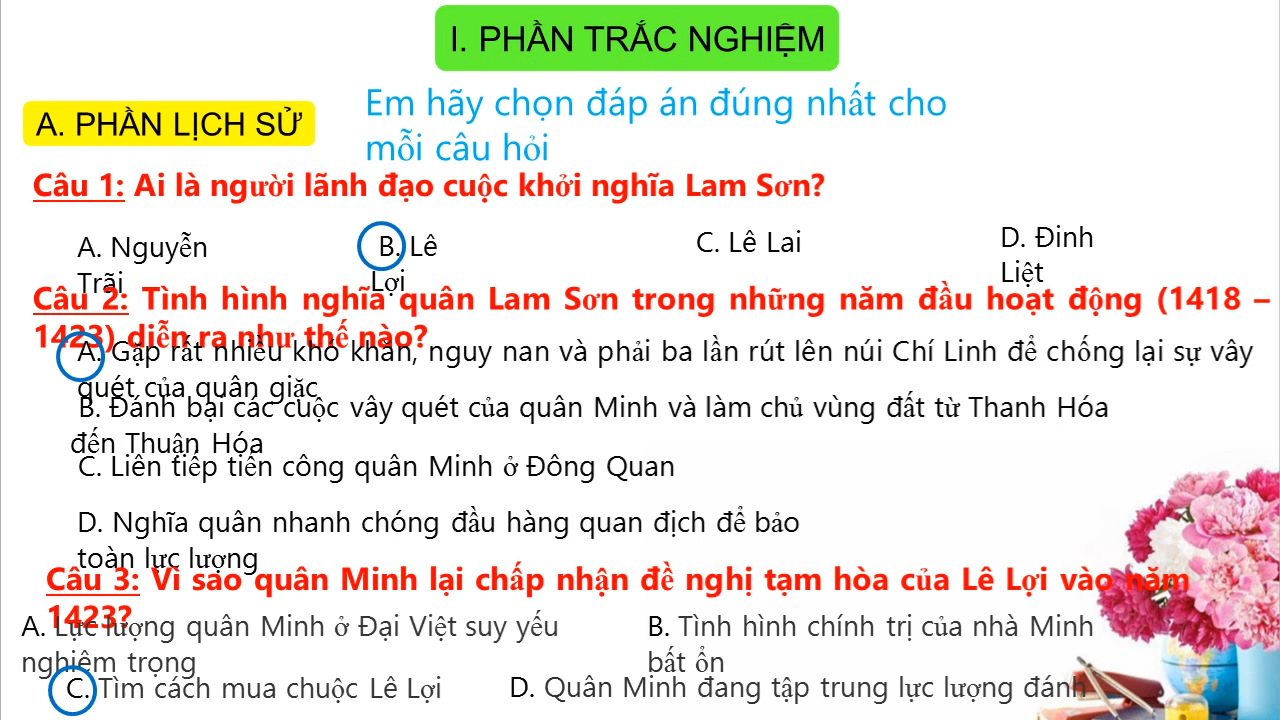 I. PHẦN TRẮC NGHIỆM
A. PHẦN LỊCH SỬ
Em hãy chọn đáp án đúng nhất cho
mỗi câu hỏi
Câu 1: Ai là người lãnh đạo cuộc khởi nghĩa Lam Sơn?
A. Nguyễn
Trãi
B. Lê
Lợi
C. Lê Lai
D. Đinh
Liệt
Câu 2: Tình hình nghĩa quân Lam Sơn trong những năm đầu hoạt động (1418 –
1423) diễn ra như thế nào?
A. Gặp rất nhiều khó khăn, nguy nan và phải ba lần rút lên núi Chí Linh để chống lại sự vây
quét của quân giặc
B. Đánh bại các cuộc vây quét của quân Minh và làm chủ vùng đất từ Thanh Hóa
đến Thuận Hóa
C. Liên tiếp tiến công quân Minh ở Đông Quan
D. Nghĩa quân nhanh chóng đầu hàng quan địch để bảo
toàn lực lượng
Câu 3: Vì sao quân Minh lại chấp nhận đề nghị tạm hòa của Lê Lợi vào năm
1423?
A. Lực lượng quân Minh ở Đại Việt suy yếu
nghiêm trọng
B. Tình hình chính trị của nhà Minh
bất ổn
C. Tìm cách mua chuộc Lê Lợi
D. Quân Minh đang tập trung lực lượng đánh